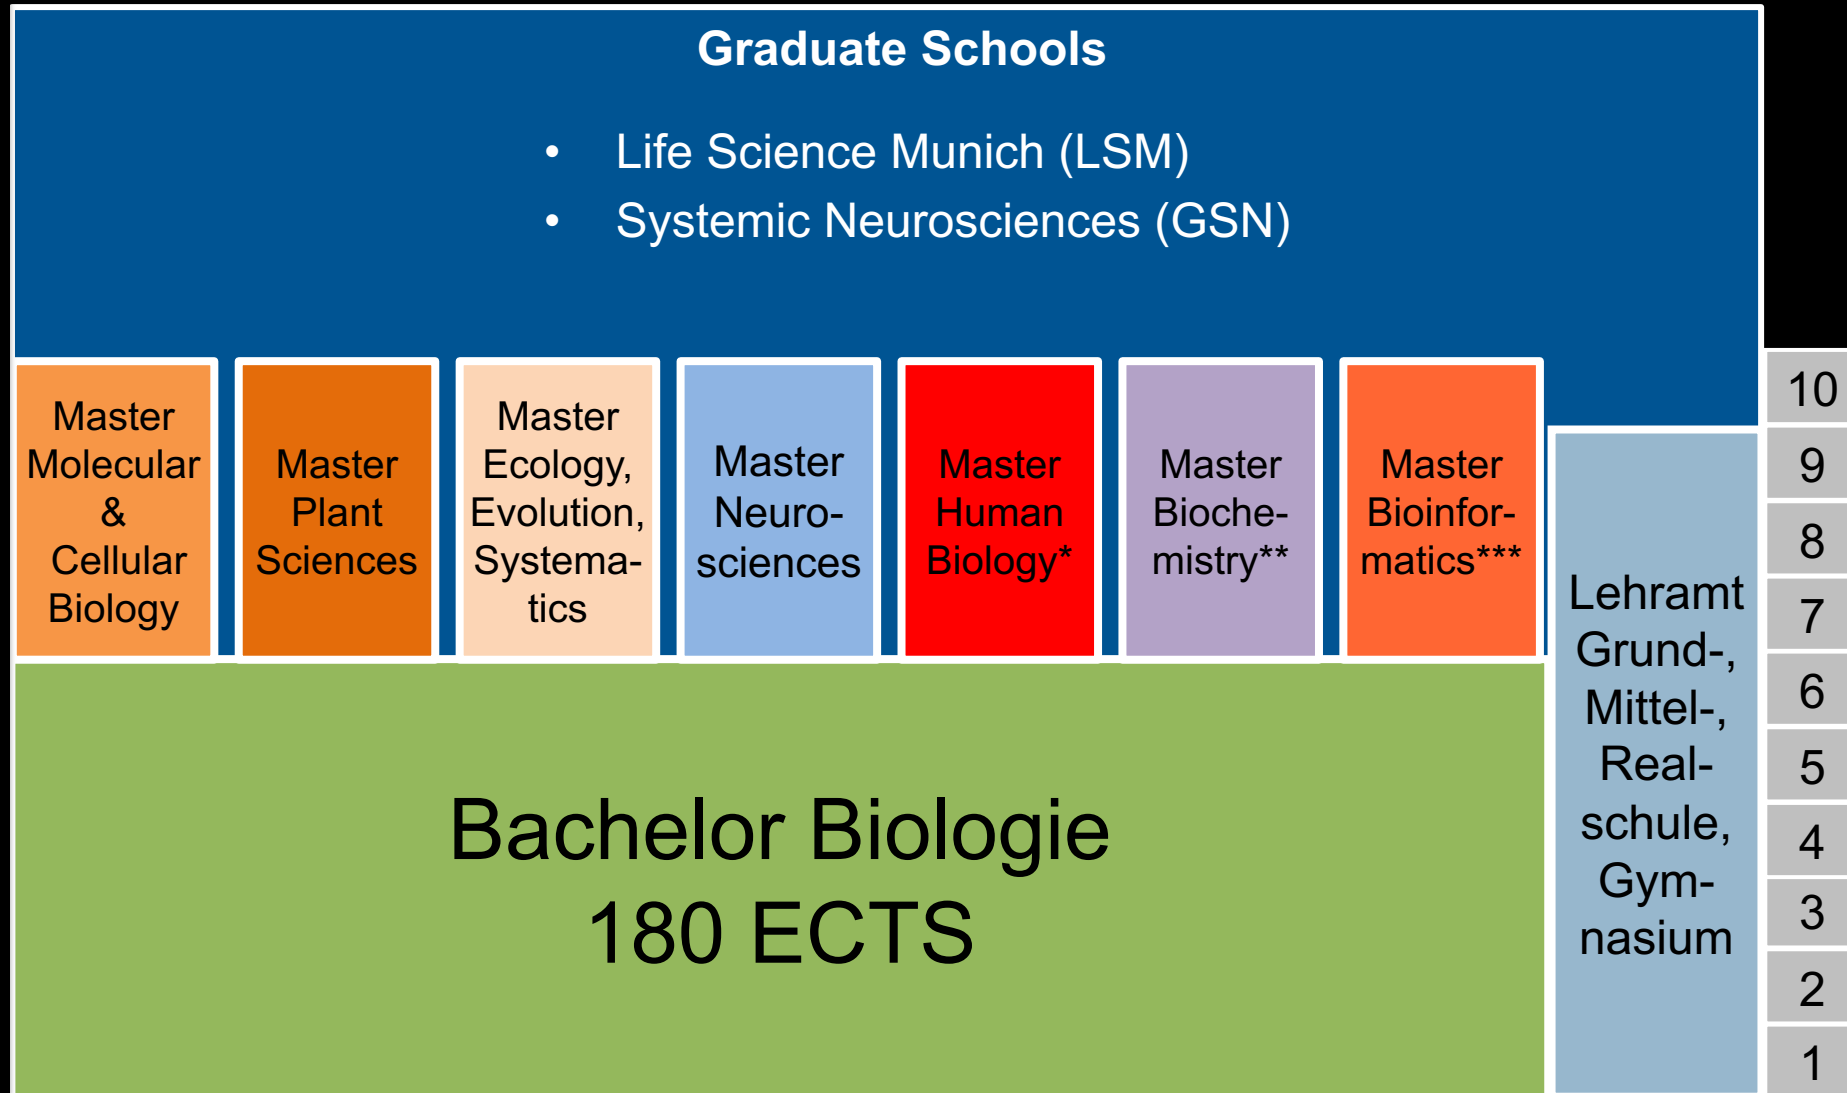 Graduate Schools
• Life Science Munich (LSM)
• Systemic Neurosciences (GSN)
Master
Molecular
&
Cellular
Biology
Master
Plant
Sciences
Master
Ecology,
Evolution,
Systema-
tics
Master
Neuro-
sciences
Master
Human
Biology*
Master
Bioche-
mistry**
Master
Bioinfor-
matics***
Lehramt
Grund-,
Mittel-,
Real-
schule,
Gym-
nasium
Bachelor Biologie
180 ECTS
10
9
8
7
6
5
4
3
2
1